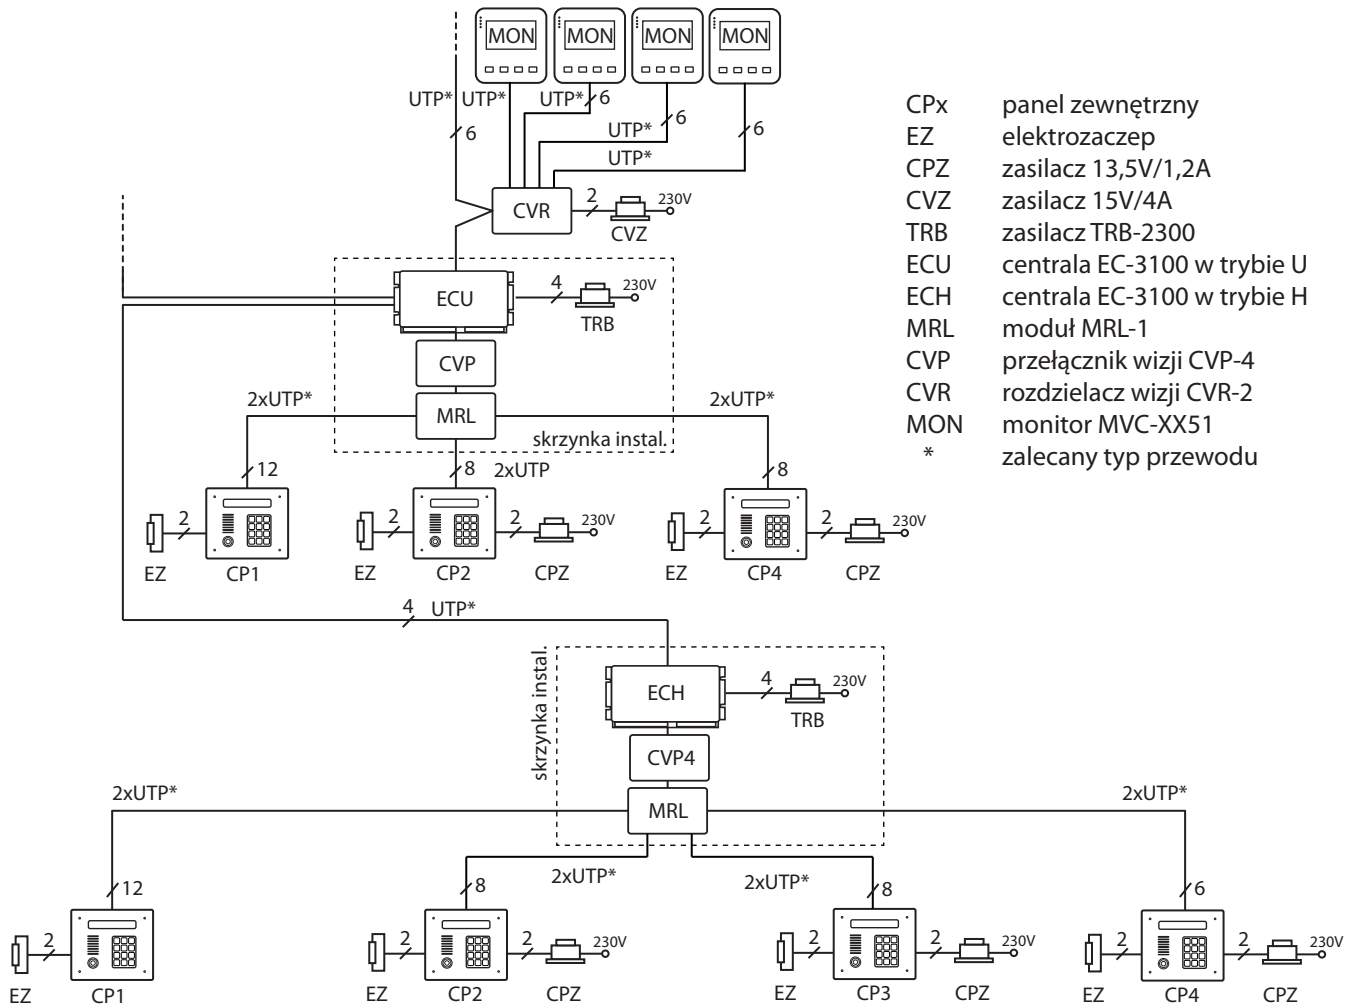 MON MON MON MON
UTP* UTP* UTP* 6
6 UTP* 6 6
UTP*
CVR 2 230V
CVZ
ECU 4 230V
TRB
CVP
2xUTP* MRL 2xUTP*
skrzynka instal.
12 8 2xUTP 8
2 2 2 230V 2 2 230V
EZ CP1 EZ CP2 CPZ EZ CP4 CPZ
4 UTP*
skrzynka instal.
ECH 4 230V
TRB
CVP4
2xUTP* MRL 2xUTP*
2xUTP* 2xUTP*
12 8 8 6
2 2 2 230V 2 2 230V 2 2 230V
EZ CP1 EZ CP2 CPZ EZ CP3 CPZ EZ CP4 CPZ
CPx panel zewnętrzny
EZ elektrozaczep
CPZ zasilacz 13,5V/1,2A
CVZ zasilacz 15V/4A
TRB zasilacz TRB-2300
ECU centrala EC-3100 w trybie U
ECH centrala EC-3100 w trybie H
MRL moduł MRL-1
CVP przełącznik wizji CVP-4
CVR rozdzielacz wizji CVR-2
MON monitor MVC-XX51
* zalecany typ przewodu